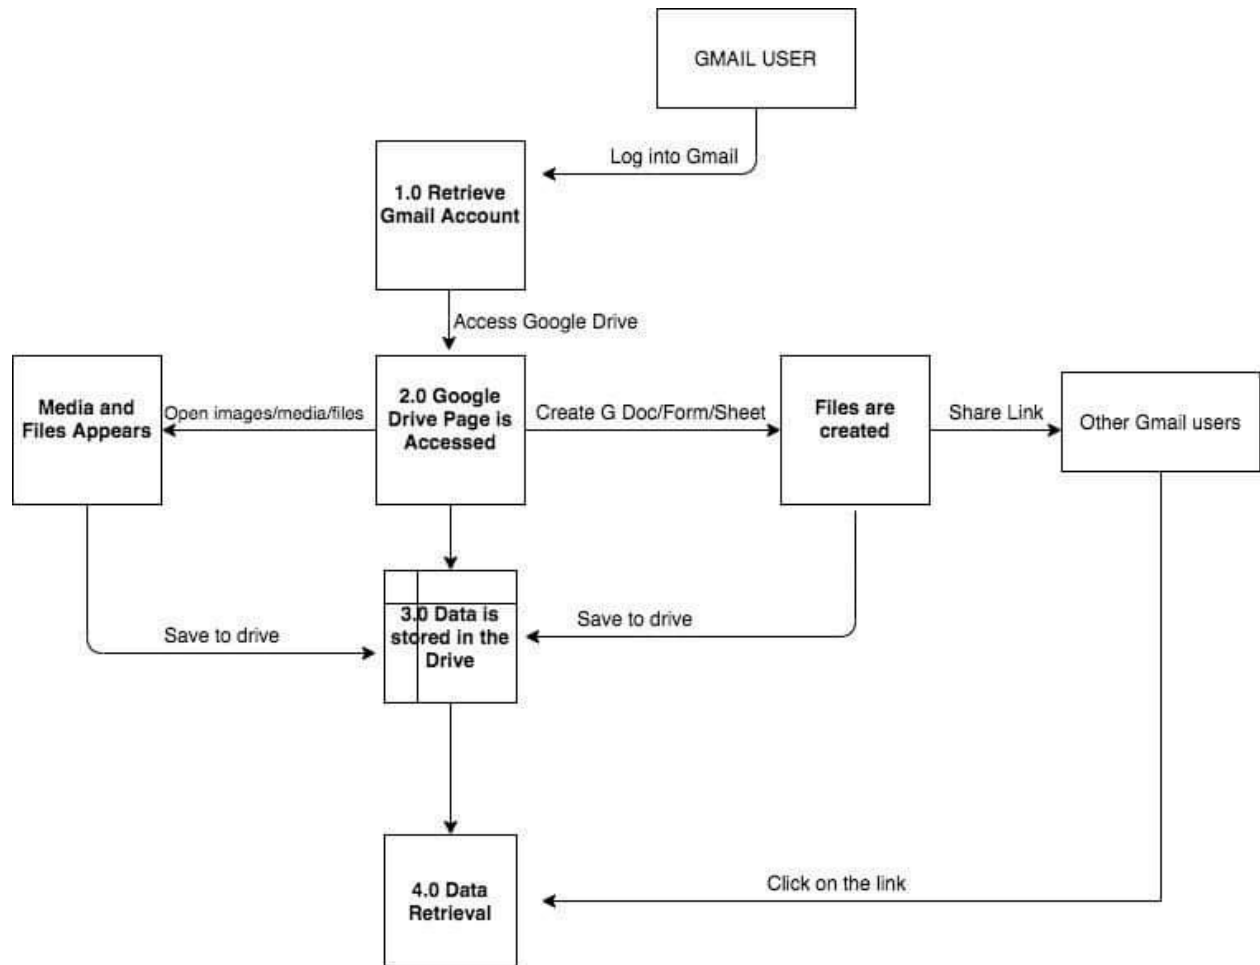 GMAIL USER
Log into Gmail
1.0 Retrieve
Gmail Account
Access Google Drive
Media and
Files Appears
Open images/media/files
2.0 Google
Drive Page is
Accessed
Create G Doc/Form/Sheet
Files are
created
Share Link
Other Gmail users
Save to drive
3.0 Data is
stored in the
Drive
Save to drive
4.0 Data
Retrieval
Click on the link